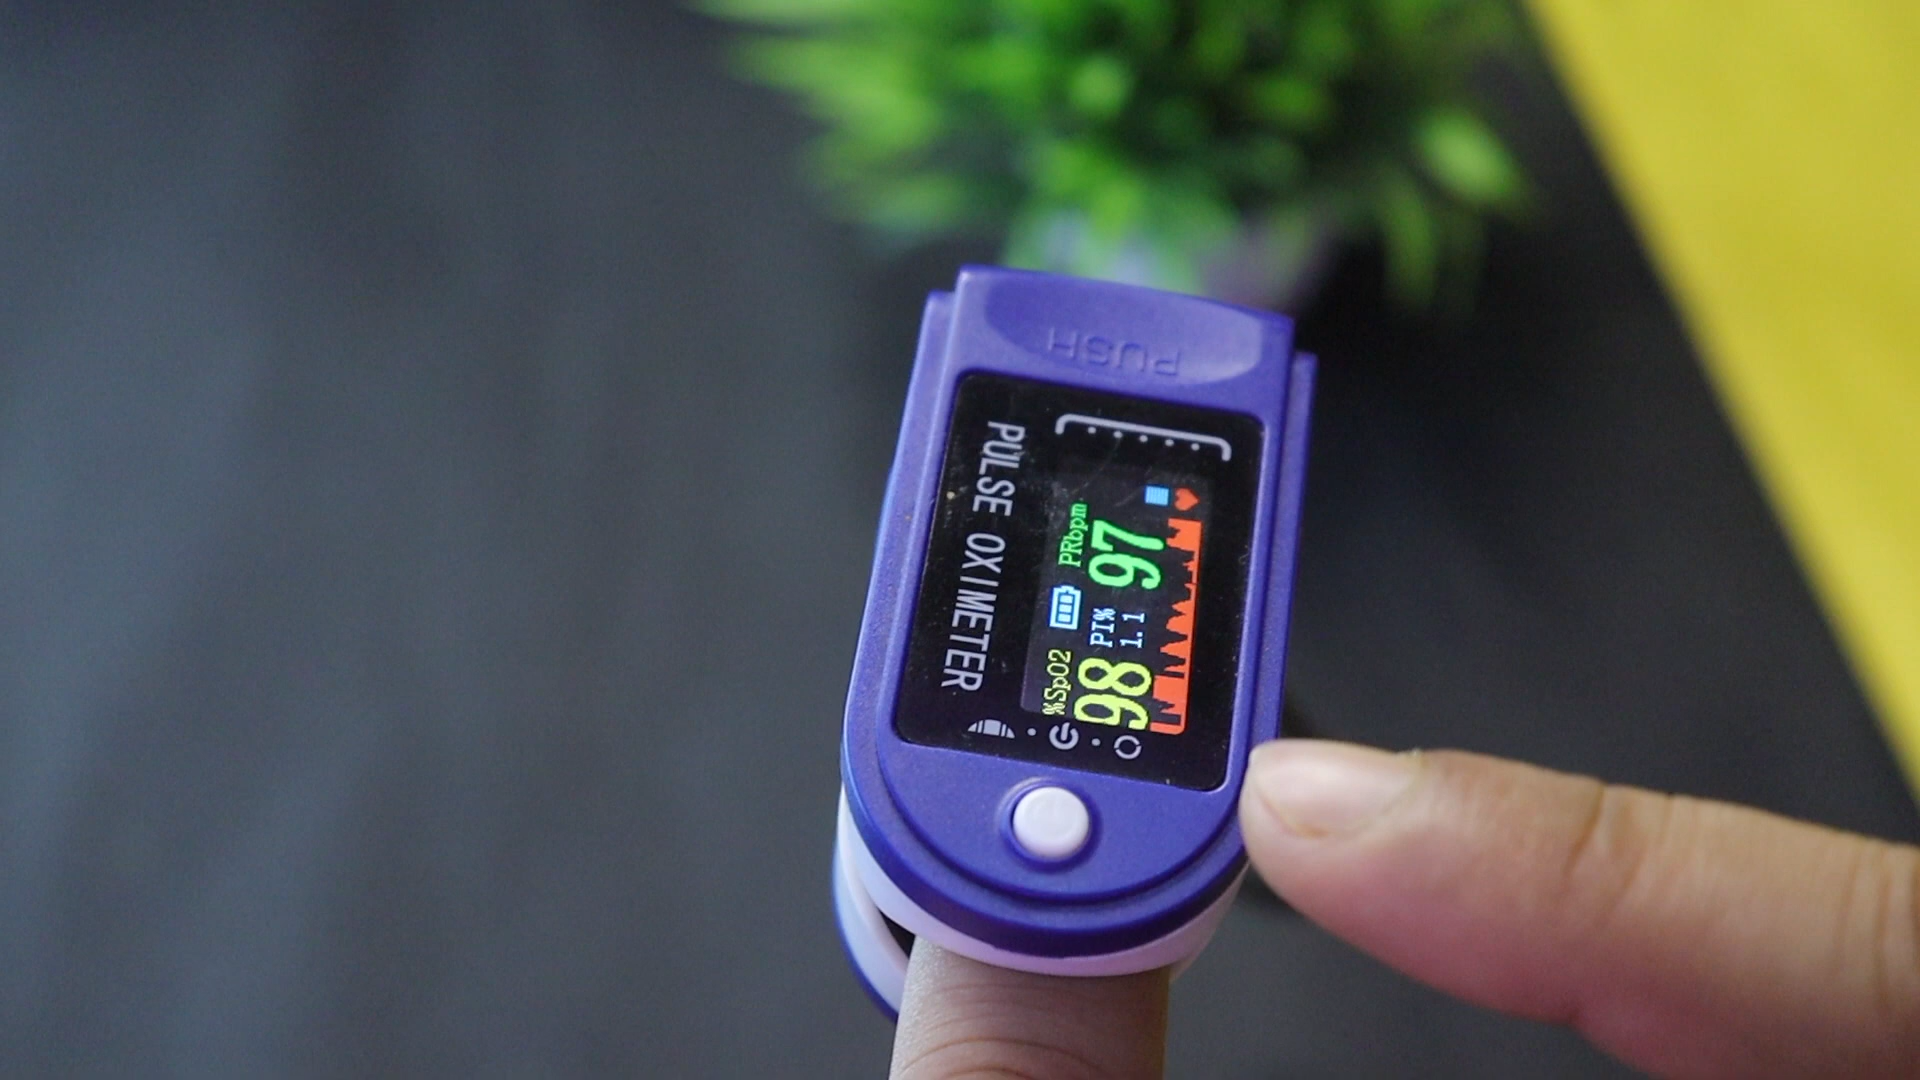 PUSH
PULSE OXIMETER
%SpO2
PRbpm
98
PI%
1.1
97